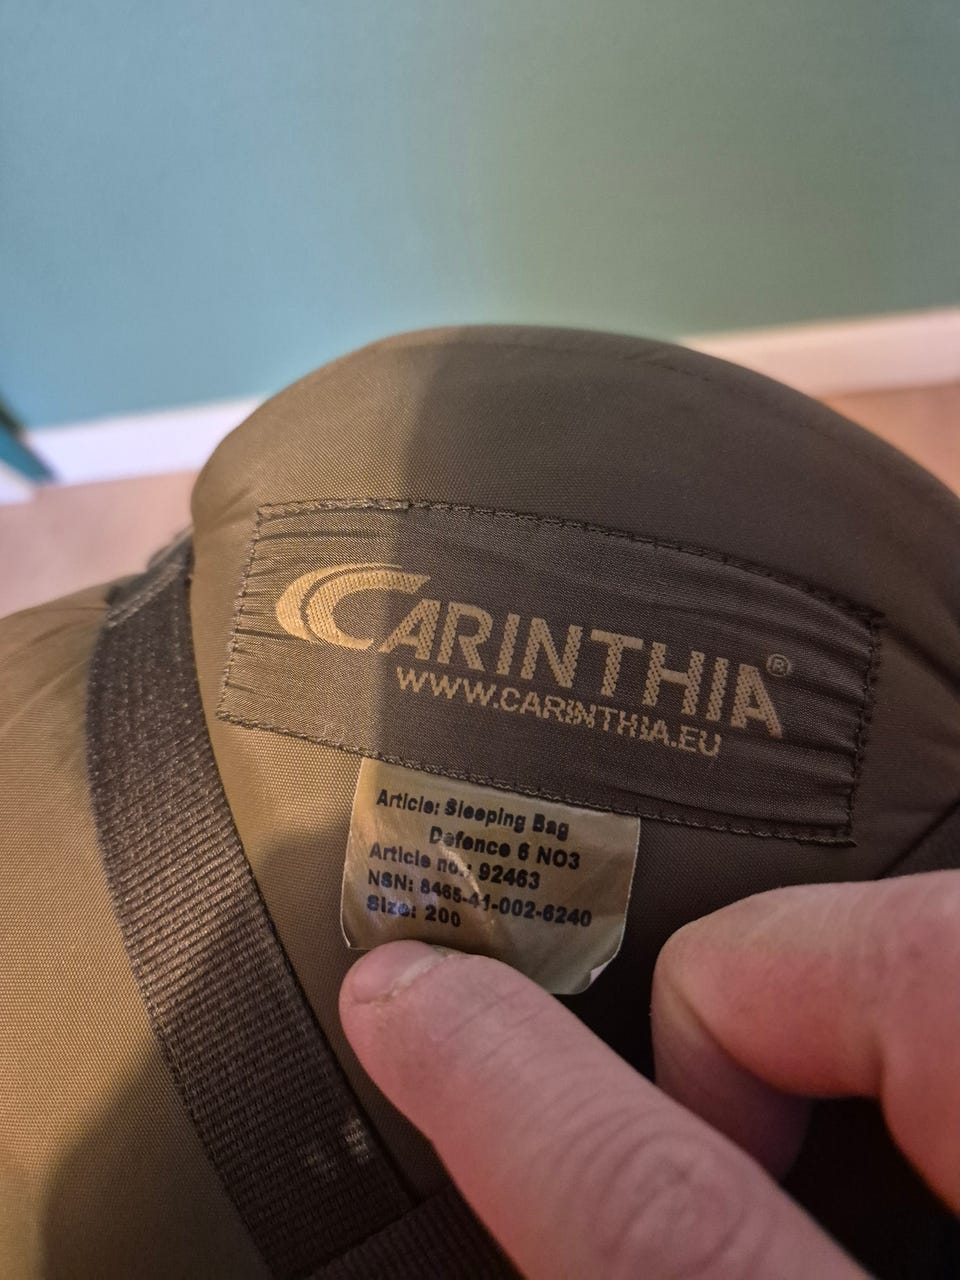 CARINTHIA®
WWW.CARINTHIA.EU
Article: Sleeping Bag
Defence 6 NO3
Article no.: 92463
NSN: 8465-41-002-6240
Size: 200